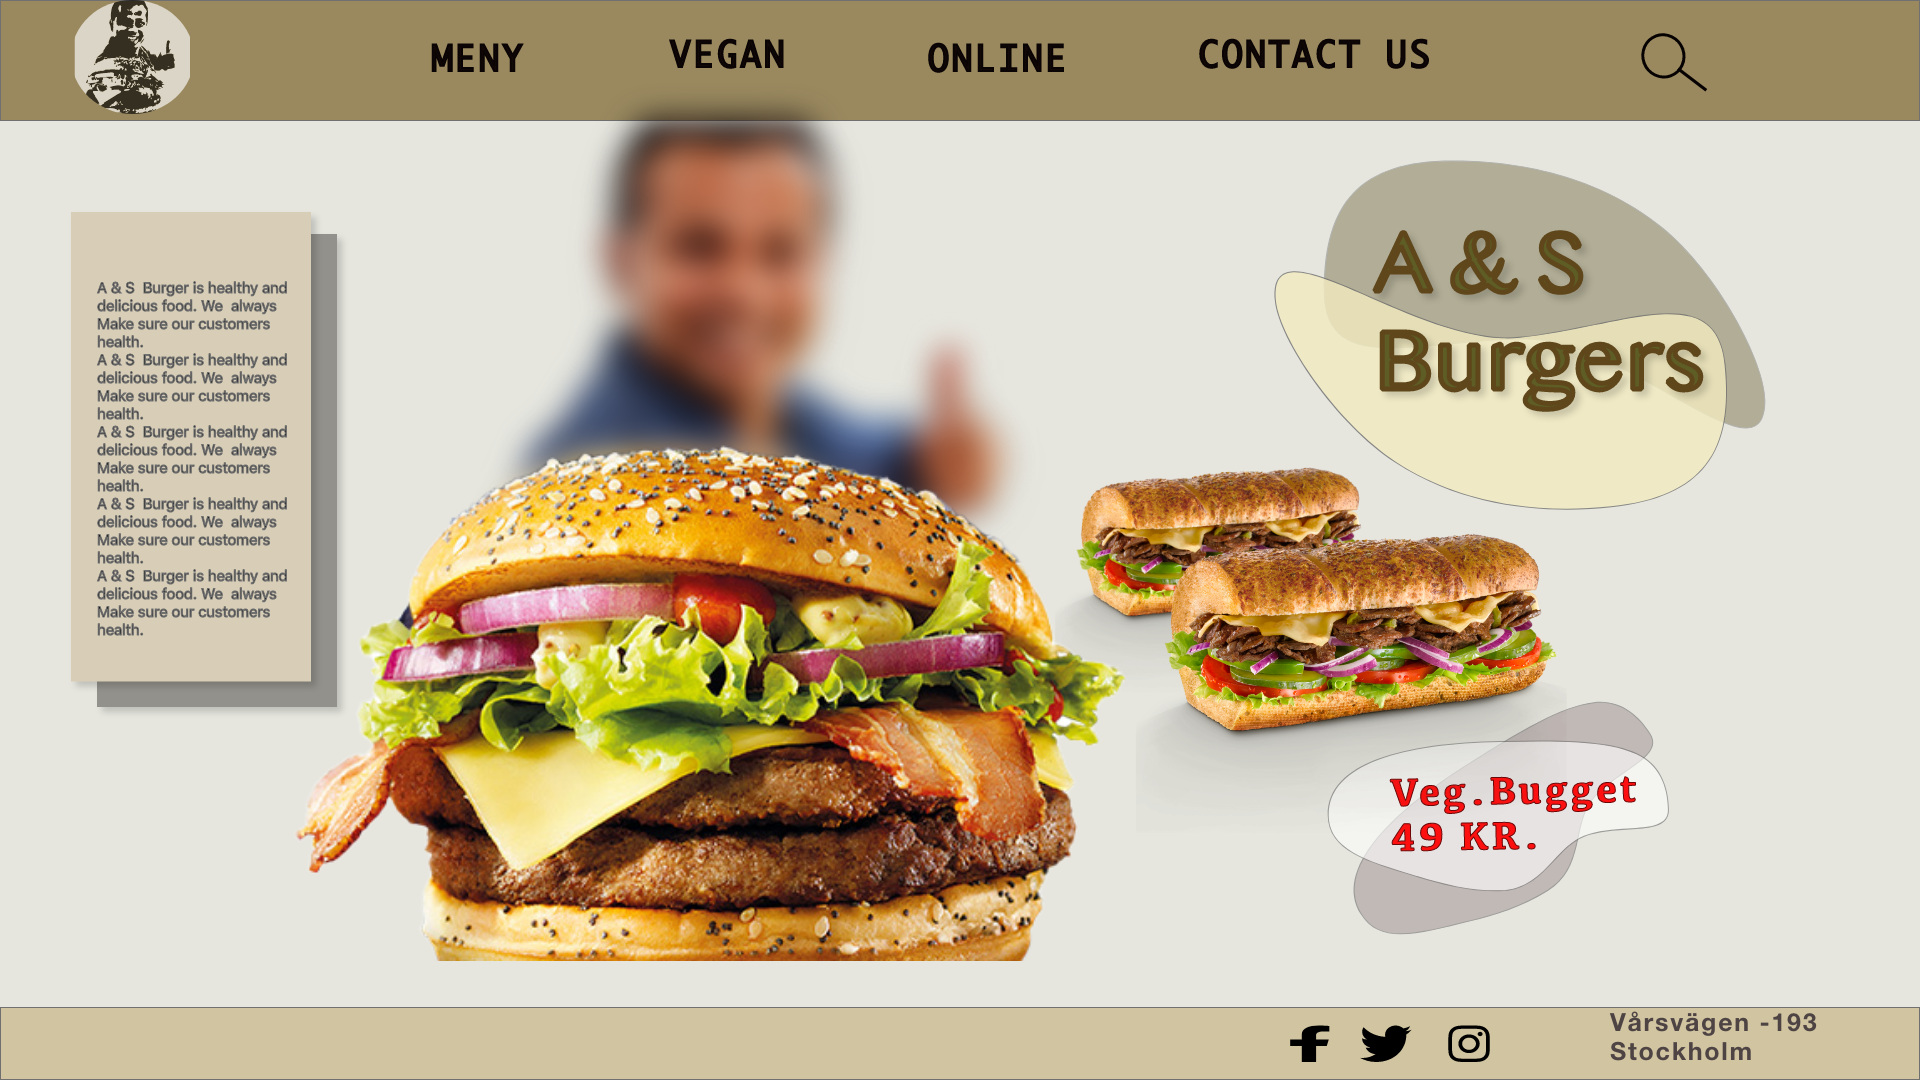 MENY
VEGAN
ONLINE
CONTACT US
A & S
Burgers
A & S Burger is healthy and
delicious food. We always
Make sure our customers
health.
A & S Burger is healthy and
delicious food. We always
Make sure our customers
health.
A & S Burger is healthy and
delicious food. We always
Make sure our customers
health.
A & S Burger is healthy and
delicious food. We always
Make sure our customers
health.
A & S Burger is healthy and
delicious food. We always
Make sure our customers
health.
Veg.Bugget
49 KR.
Vårsvägen -193
Stockholm